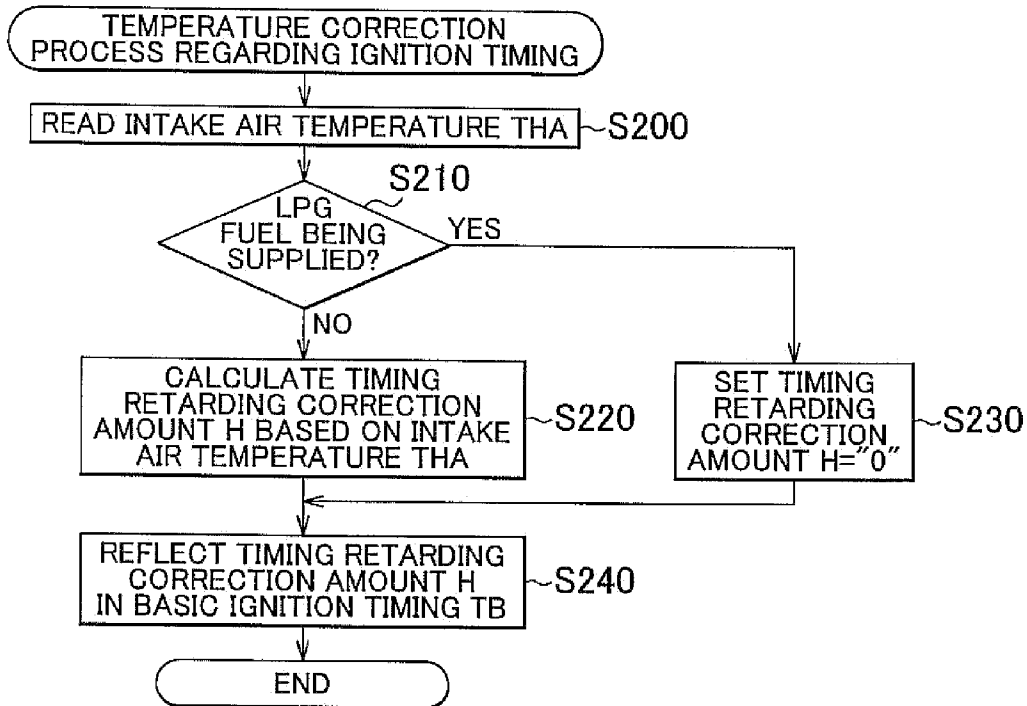 TEMPERATURE CORRECTION
PROCESS REGARDING IGNITION TIMING
READ INTAKE AIR TEMPERATURE THA
S200
S210
LPG
FUEL BEING
SUPPLIED?
YES
NO
CALCULATE TIMING
RETARDING CORRECTION
AMOUNT H BASED ON INTAKE
AIR TEMPERATURE THA
S220
SET TIMING
RETARDING
CORRECTION
AMOUNT H="0"
S230
REFLECT TIMING RETARDING
CORRECTION AMOUNT H
IN BASIC IGNITION TIMING TB
S240
END